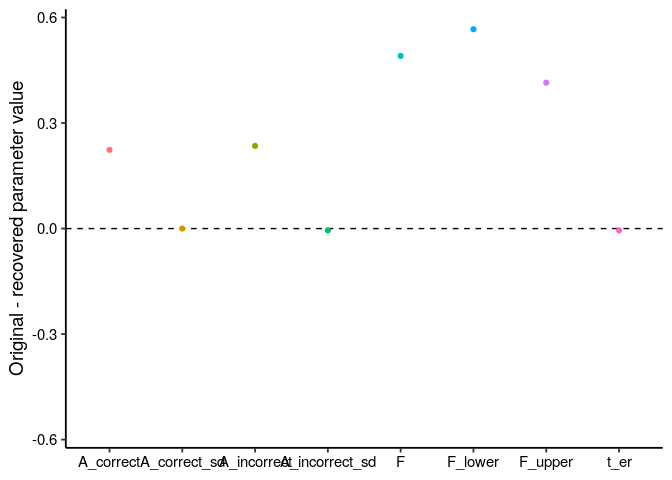 Original - recovered parameter value
0.6
0.3
0.0
-0.3
-0.6
A_correct A_correct_sd A_incorrect A_incorrect_sd F F_lower F_upper t_er